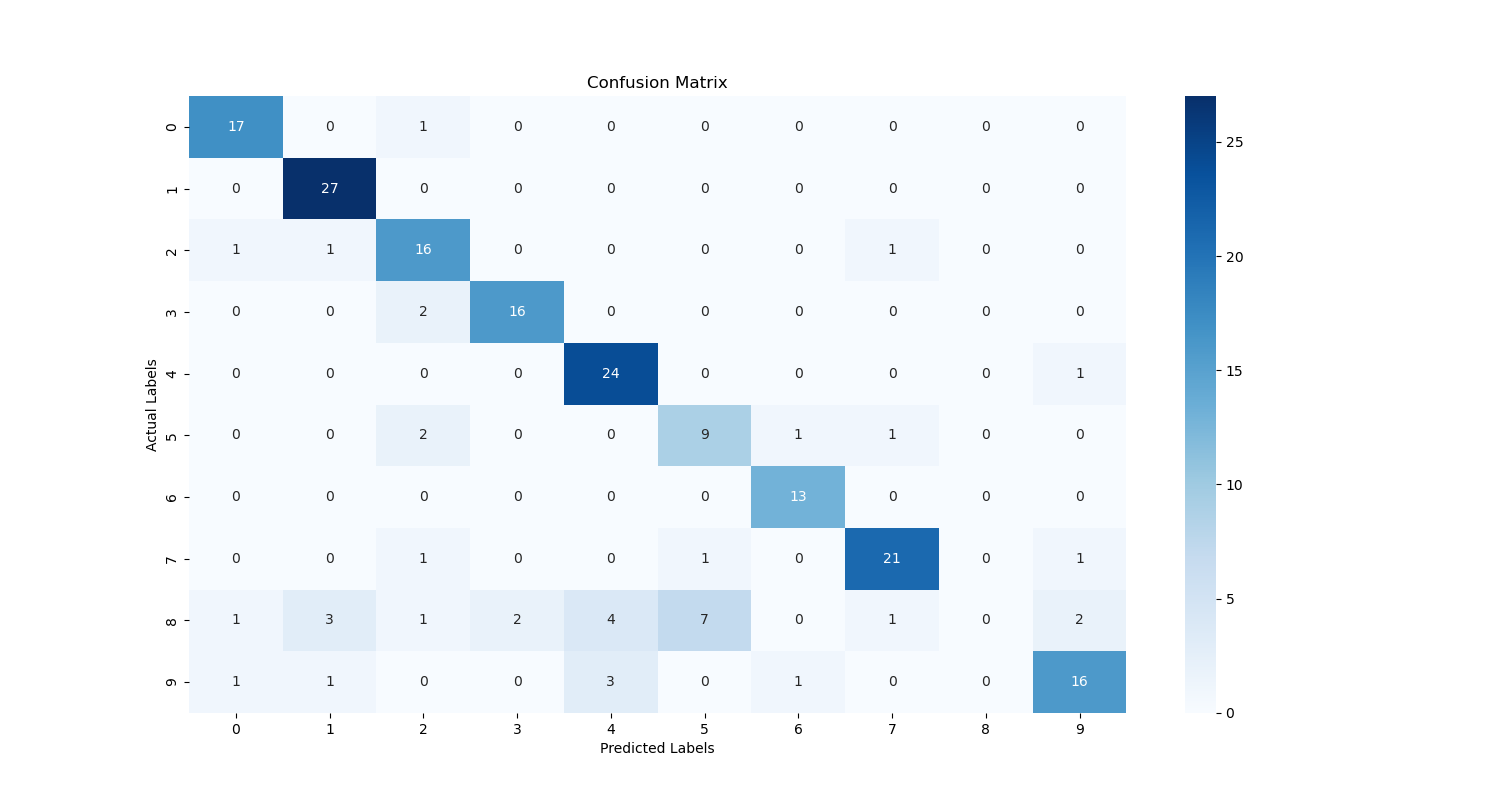 Confusion Matrix
0 17 0 1 0 0 0 0 0 0 0
1 0 27 0 0 0 0 0 0 0 0
2 1 1 16 0 0 0 0 1 0 0
3 0 0 2 16 0 0 0 0 0 0
4 0 0 0 0 24 0 0 0 0 1
5 0 0 2 0 0 9 1 1 0 0
6 0 0 0 0 0 0 13 0 0 0
7 0 0 1 0 0 1 0 21 0 1
8 1 3 1 2 4 7 0 1 0 2
9 1 1 0 0 3 0 1 0 0 16
0 1 2 3 4 5 6 7 8 9
Predicted Labels
Actual Labels
25
20
15
10
5
0